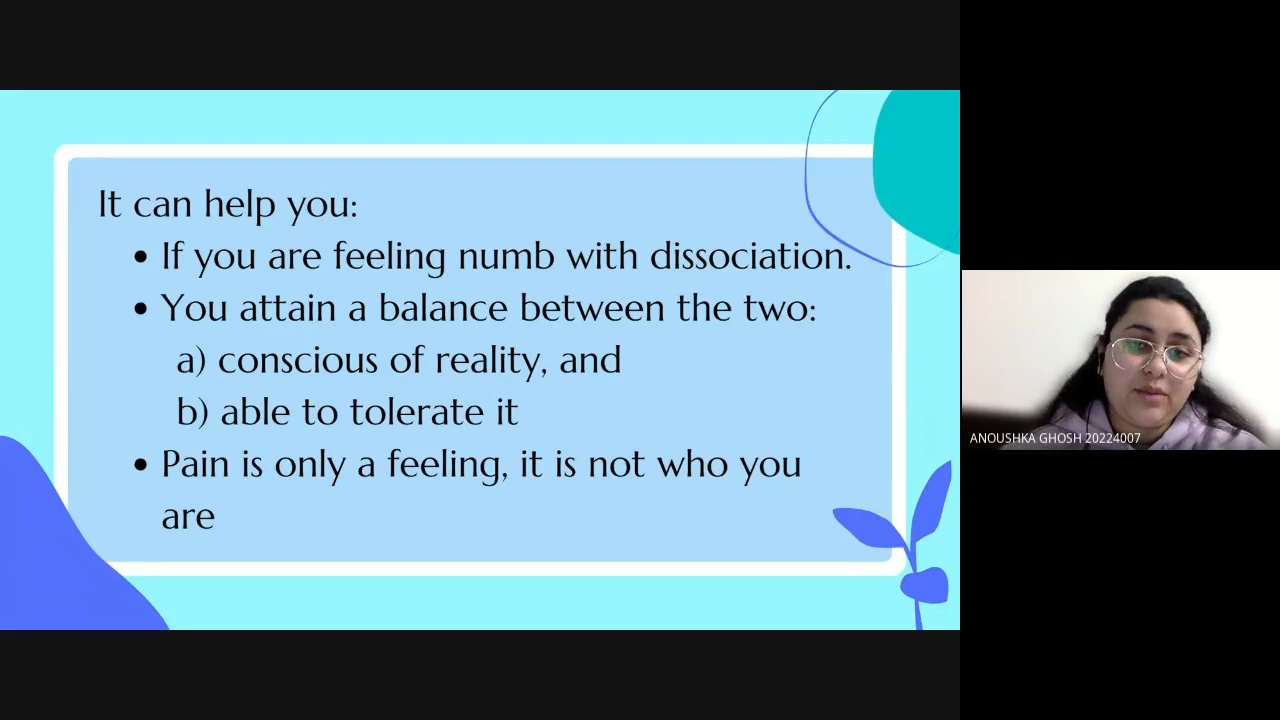 It can help you:
• If you are feeling numb with dissociation.
• You attain a balance between the two:
a) conscious of reality, and
b) able to tolerate it
• Pain is only a feeling, it is not who you
are
ANOUSHKA GHOSH 20224007